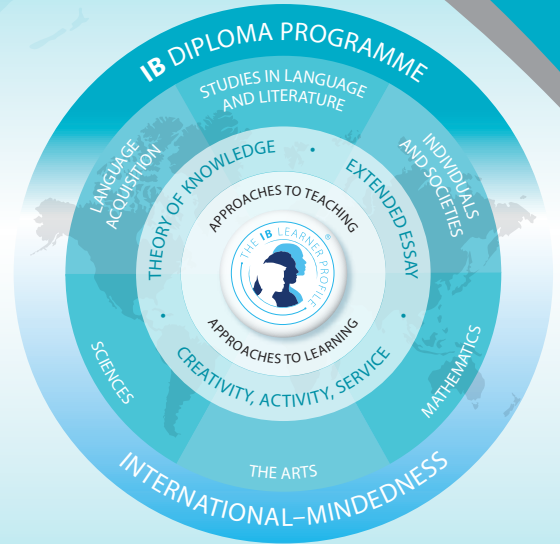 IB DIPLOMA PROGRAMME
STUDIES IN LANGUAGE
AND LITERATURE
LANGUAGE
ACQUISITION
INDIVIDUALS
AND SOCIETIES
THEORY OF KNOWLEDGE
EXTENDED ESSAY
APPROACHES TO TEACHING
THE IB LEARNER PROFILE ®
APPROACHES TO LEARNING
CREATIVITY, ACTIVITY, SERVICE
SCIENCES
MATHEMATICS
THE ARTS
INTERNATIONAL–MINDEDNESS